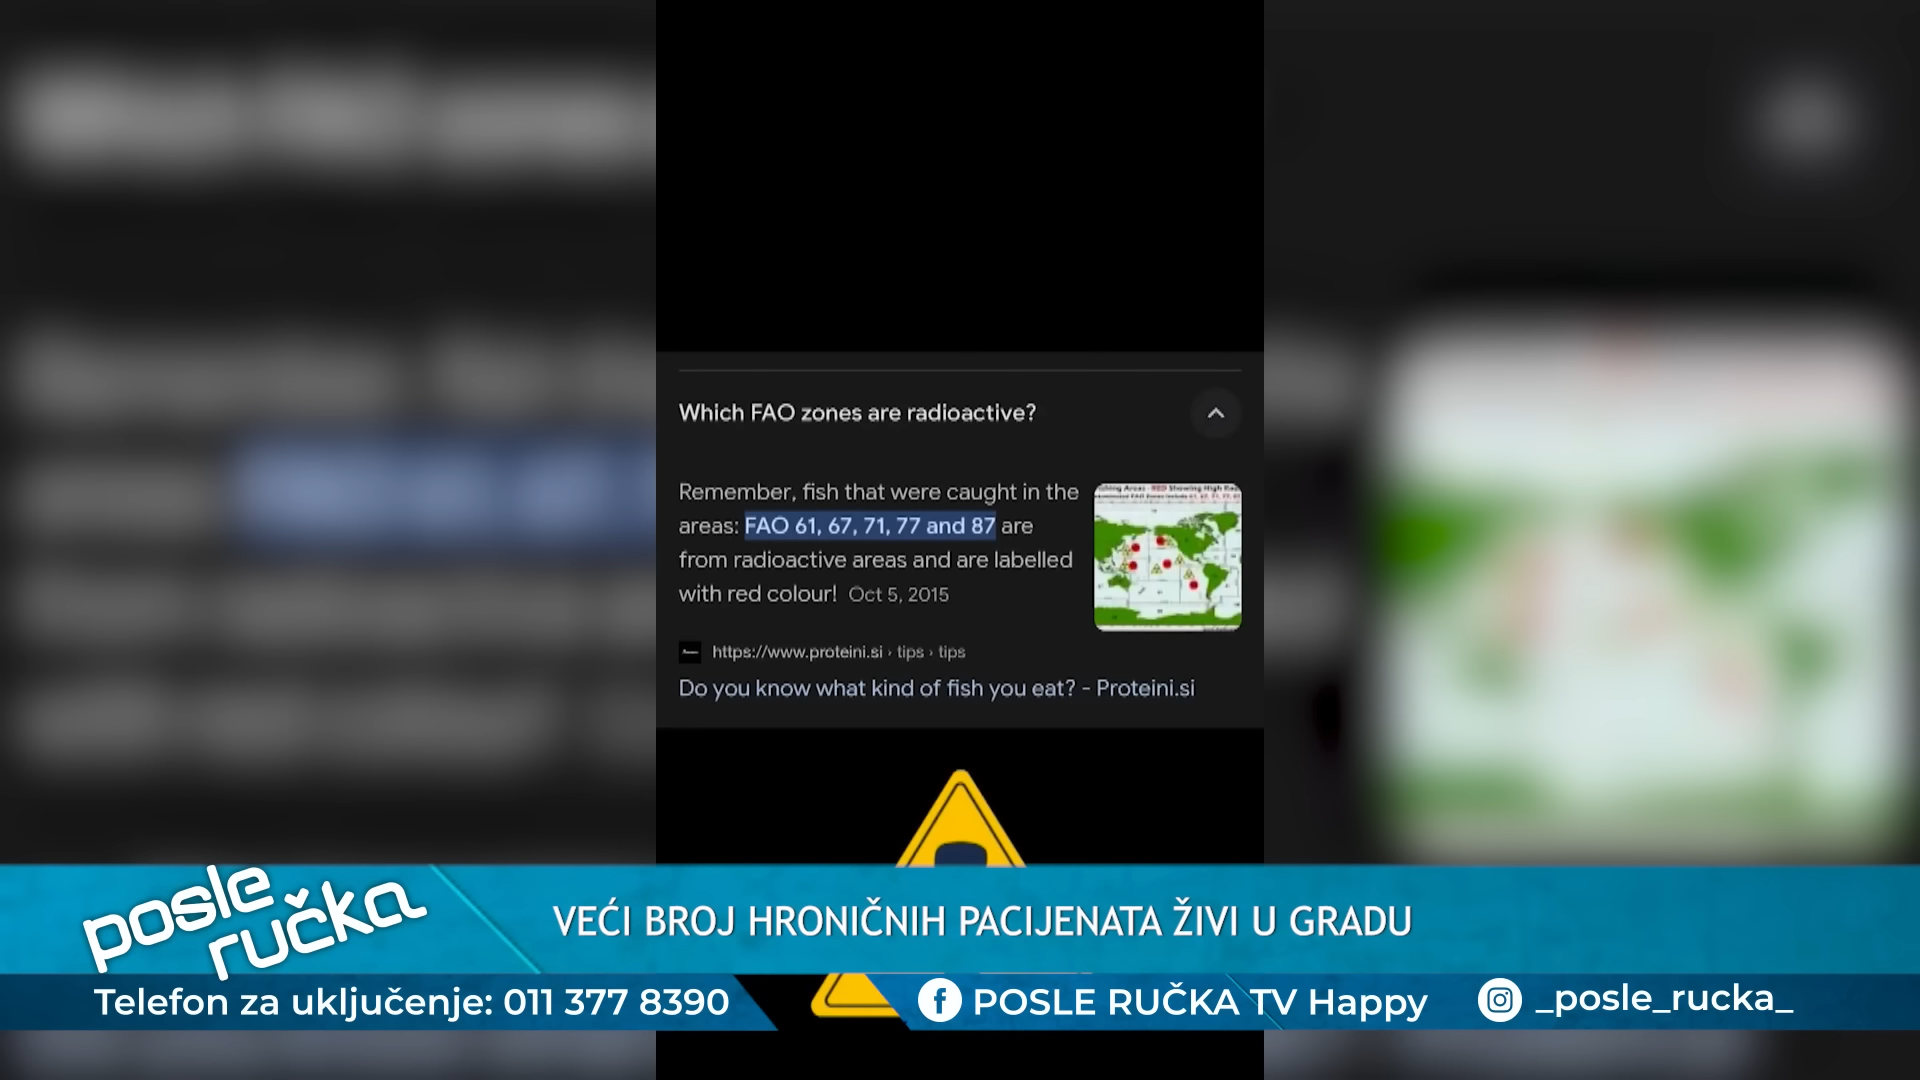 Which FAO zones are radioactive?
Remember, fish that were caught in the
areas: FAO 61, 67, 71, 77 and 87 are
from radioactive areas and are labelled
with red colour! Oct 5, 2015
https://www.proteini.si › tips › tips
Do you know what kind of fish you eat? - Proteini.si
posle
ručka
VEĆI BROJ HRONIČNIH PACIJENATA ŽIVI U GRADU
Telefon za uključenje: 011 377 8390
POSLE RUČKA TV Happy
_posle_rucka_